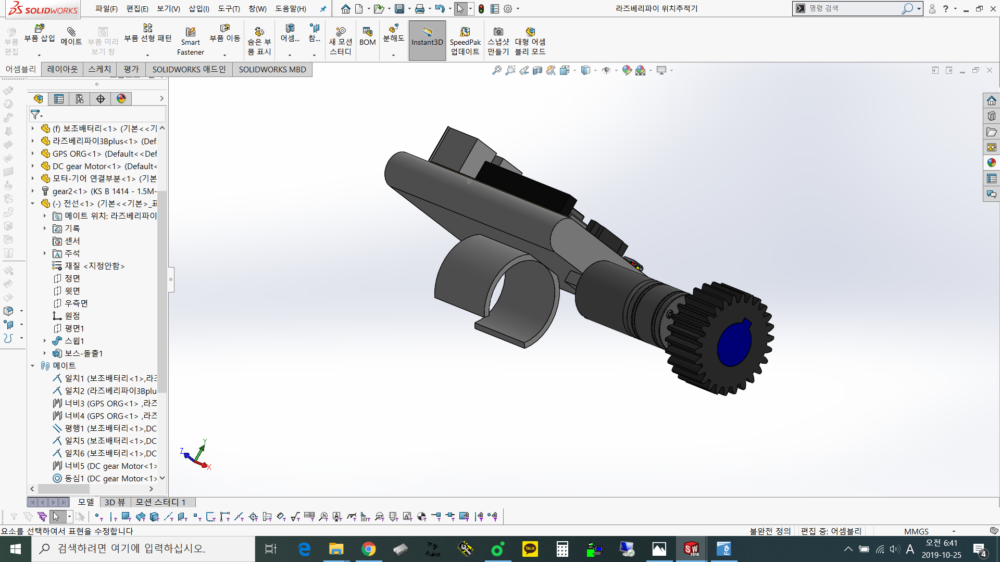 SOLIDWORKS
파일(F) 편집(E) 보기(V) 삽입(I) 도구(T) 창(W) 도움말(H)
라즈베리파이 위치추적기
명령 검색
부품 편집
부품 삽입
메이트
부품 미리 보기 창
부품 선형 패턴
Smart Fastener
부품 이동
숨은 부품 표시
어셈...
참...
새 모션 스터디
BOM
분해도
Instant3D
SpeedPak 업데이트
스냅샷 만들기
대형 어셈블리 모드
어셈블리 레이아웃 스케치 평가 SOLIDWORKS 애드인 SOLIDWORKS MBD
(f) 보조배터리<1> (기본<<기
라즈베리파이3Bplus<1> (Def
GPS ORG<1> (Default<<Def
DC gear Motor<1> (Default<
모터-기어 연결부분<1> (기본
gear2<1> (KS B 1414 - 1.5M-
(-) 전선<1> (기본<<기본>_표
메이트 위치: 라즈베리파이
기록
센서
주석
재질 <지정안함>
정면
윗면
우측면
원점
평면1
스윕1
보스-돌출1
메이트
일치1 (보조배터리<1>,라즈
일치2 (라즈베리파이3Bplu
너비3 (GPS ORG<1> ,라즈
너비4 (GPS ORG<1> ,라즈
평행1 (보조배터리<1>,DC
일치5 (보조배터리<1>,DC
일치6 (보조배터리<1>,DC
너비5 (DC gear Motor<1>
동심1 (DC gear Motor<1>
Y
Z
X
모델 3D 뷰 모션 스터디 1
요소를 선택하여서 표현을 수정합니다
불완전 정의 편집 중: 어셈블리 MMGS
검색하려면 여기에 입력하십시오.
My Robot
TALK
SW 2018
A
오전 6:41
2019-10-25
4